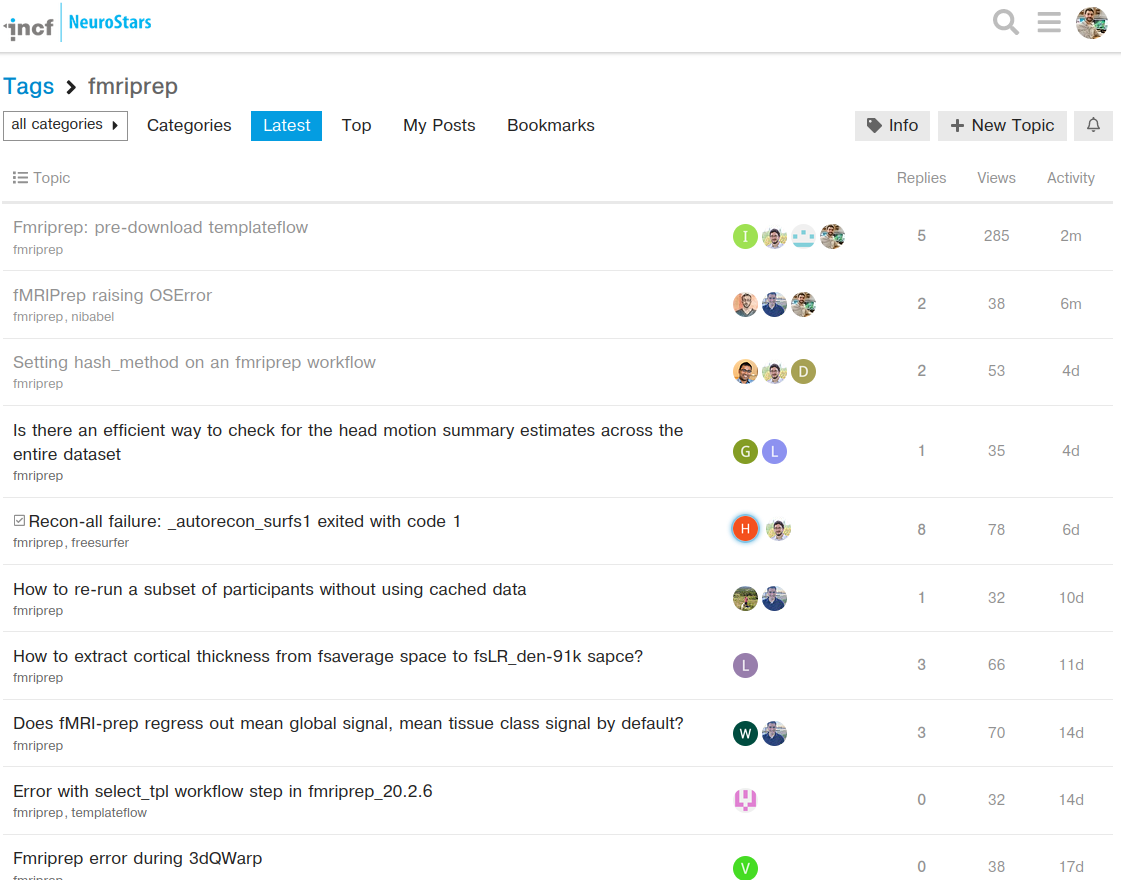 incf NeuroStars
Tags fmriprep
all categories Categories Latest Top My Posts Bookmarks Info New Topic
Topic Replies Views Activity
Fmriprep: pre-download templateflow
I 5 285 2m
fmriprep
fMRIPrep raising OSError
2 38 6m
fmriprep, nibabel
Setting hash_method on an fmriprep workflow
D 2 53 4d
fmriprep
Is there an efficient way to check for the head motion summary estimates across the
entire dataset
G L 1 35 4d
fmriprep
Recon-all failure: _autorecon_surfs1 exited with code 1
H 8 78 6d
fmriprep, freesurfer
How to re-run a subset of participants without using cached data
1 32 10d
fmriprep
How to extract cortical thickness from fsaverage space to fsLR_den-91k sapce?
L 3 66 11d
fmriprep
Does fMRI-prep regress out mean global signal, mean tissue class signal by default?
W 3 70 14d
fmriprep
Error with select_tpl workflow step in fmriprep_20.2.6
0 32 14d
fmriprep, templateflow
Fmriprep error during 3dQWarp
V 0 38 17d
fmriprep